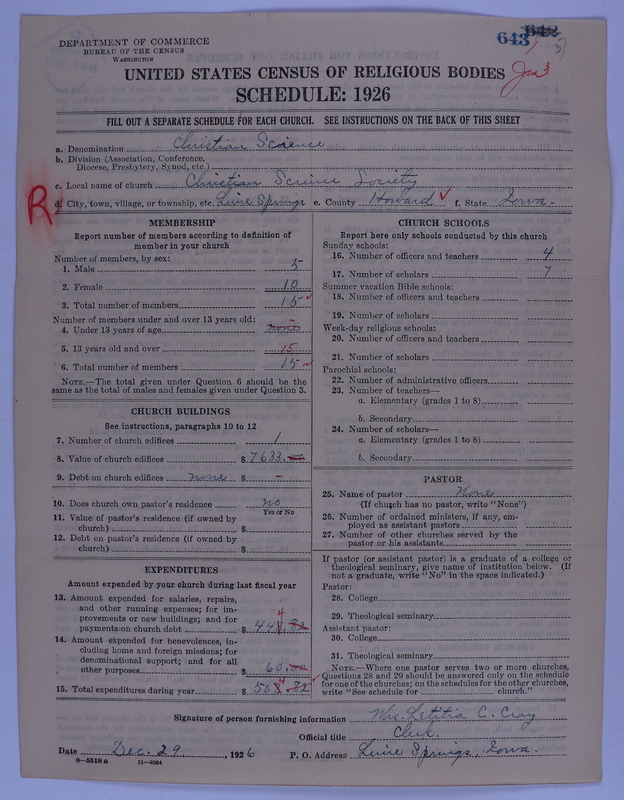 DEPARTMENT OF COMMERCE
BUREAU OF THE CENSUS
WASHINGTON
643
642
Jan 3
UNITED STATES CENSUS OF RELIGIOUS BODIES
SCHEDULE: 1926
FILL OUT A SEPARATE SCHEDULE FOR EACH CHURCH. SEE INSTRUCTIONS ON THE BACK OF THIS SHEET
a. Denomination Christian Science
b. Division (Association, Conference,
Diocese, Presbytery, Synod, etc.)
c. Local name of church Christian Science Society
R
d. City, town, village, or township, etc. Lime Springs e. County Howard f. State Iowa.
MEMBERSHIP
Report number of members according to definition of
member in your church
Number of members, by sex:
1. Male 5
2. Female 10
3. Total number of members 15
Number of members under and over 13 years old:
4. Under 13 years of age none
5. 13 years old and over 15
6. Total number of members 15
NOTE.—The total given under Question 6 should be the
same as the total of males and females given under Question 3.
CHURCH BUILDINGS
See instructions, paragraphs 10 to 12
7. Number of church edifices 1
8. Value of church edifices $ 7633.
9. Debt on church edifices none $ -
10. Does church own pastor's residence no
Yes or No
11. Value of pastor's residence (if owned by
church) $
12. Debt on pastor's residence (if owned by
church) $
EXPENDITURES
Amount expended by your church during last fiscal year
13. Amount expended for salaries, repairs,
and other running expenses; for im-
provements or new buildings; and for
payments on church debt $ 448.82
14. Amount expended for benevolences, in-
cluding home and foreign missions; for
denominational support; and for all
other purposes $ 60.
15. Total expenditures during year $ 508.82
CHURCH SCHOOLS
Report here only schools conducted by this church
Sunday schools:
16. Number of officers and teachers 4
17. Number of scholars 7
Summer vacation Bible schools:
18. Number of officers and teachers
19. Number of scholars
Week-day religious schools:
20. Number of officers and teachers
21. Number of scholars
Parochial schools:
22. Number of administrative officers
23. Number of teachers—
a. Elementary (grades 1 to 8)
b. Secondary
24. Number of scholars—
a. Elementary (grades 1 to 8)
b. Secondary
PASTOR
25. Name of pastor None
(If church has no pastor, write "None")
26. Number of ordained ministers, if any, em-
ployed as assistant pastors
27. Number of other churches served by the
pastor or his assistants
If pastor (or assistant pastor) is a graduate of a college or
theological seminary, give name of institution below. (If
not a graduate, write "No" in the space indicated.)
Pastor:
28. College
29. Theological seminary
Assistant pastor:
30. College
31. Theological seminary
NOTE.—Where one pastor serves two or more churches,
Questions 28 and 29 should be answered only on the schedule
for one of the churches; on the schedules for the other churches,
write "See schedule for church."
Signature of person furnishing information Mrs. Letitia C. Cray
Official title Clerk.
Date Dec. 29, 1926 P. O. Address Lime Springs, Iowa.
8—5518a 11—9064